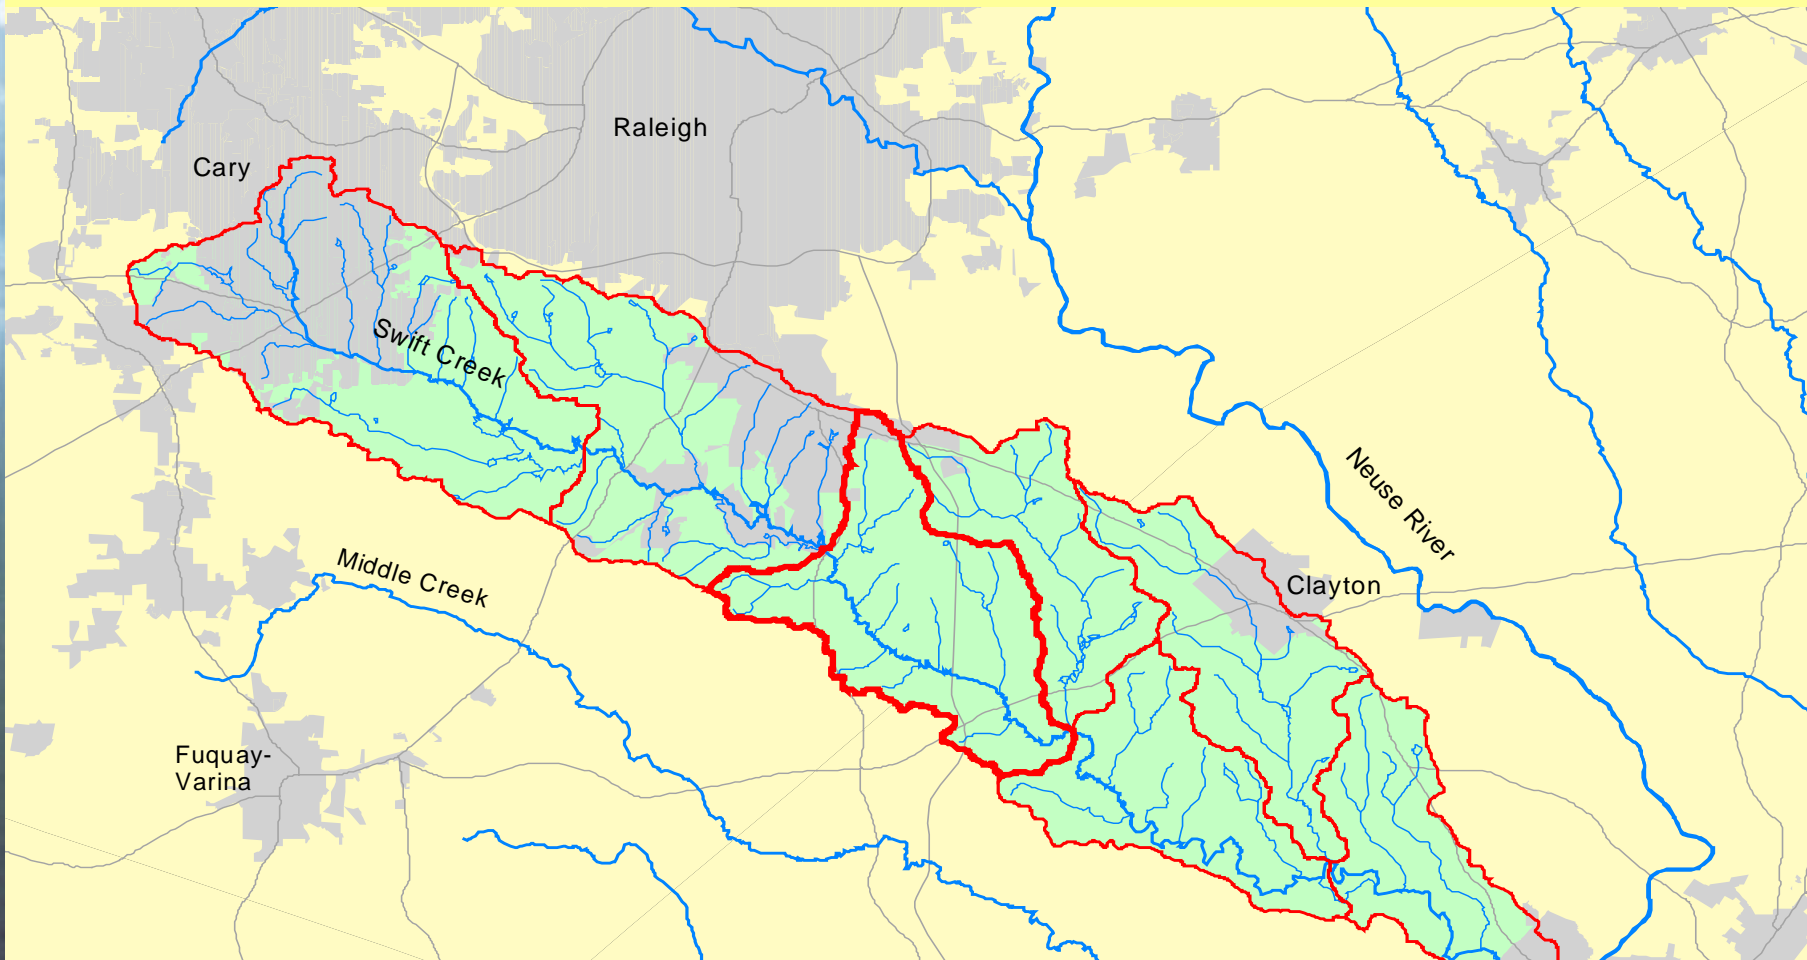 Raleigh
Cary
Swift Creek
Neuse River
Middle Creek
Clayton
Fuquay-
Varina